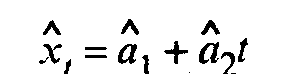 x̂ₜ = â₁ + â₂t